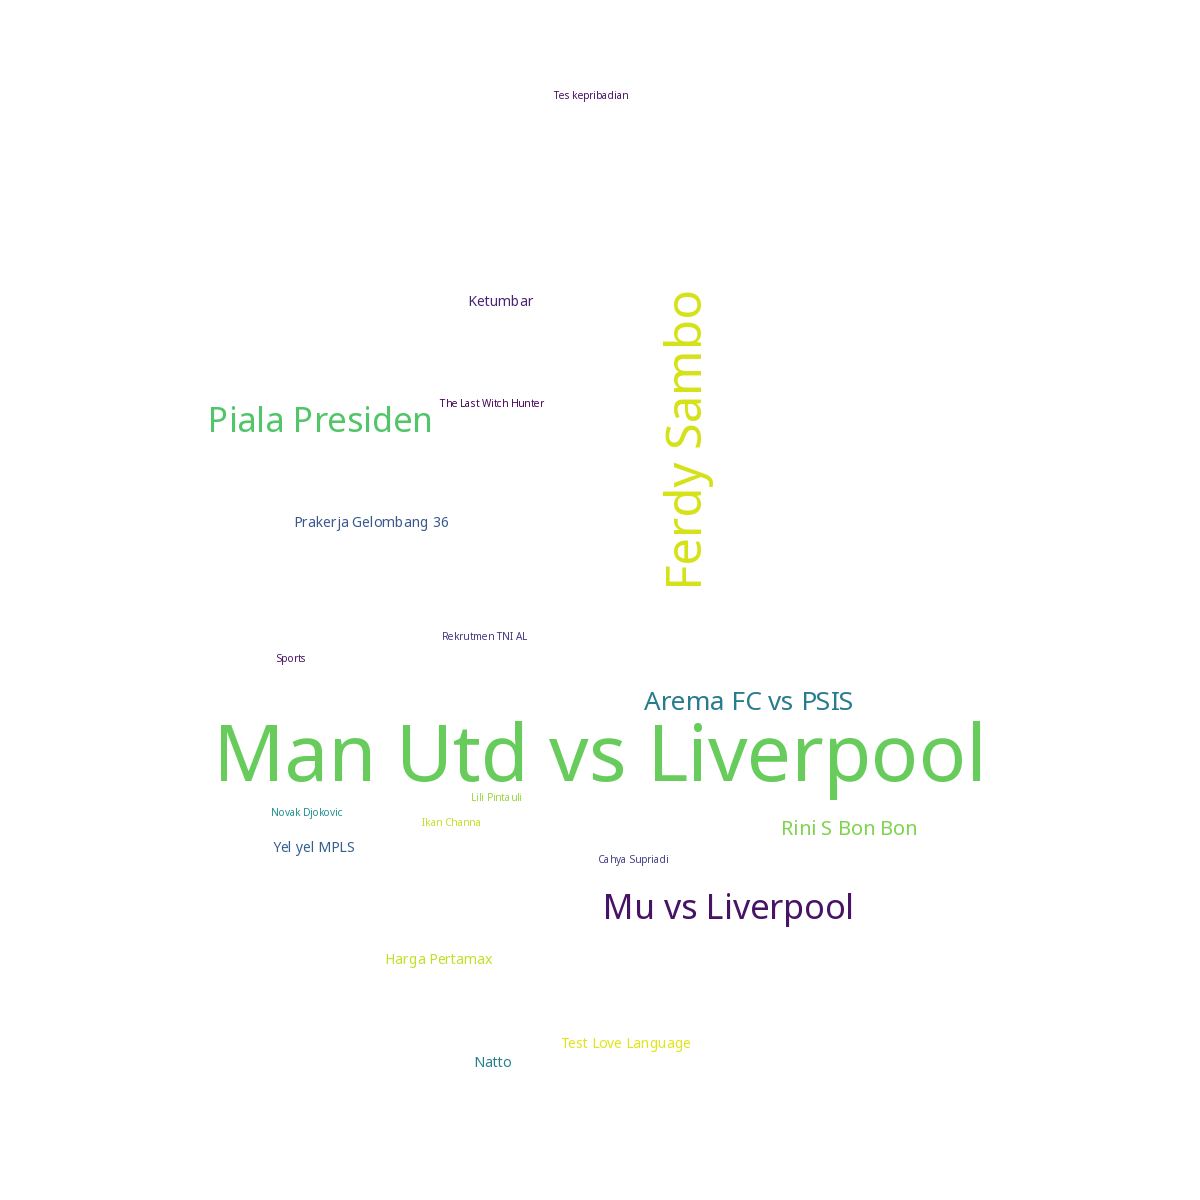 Tes kepribadian
Ketumbar
Ferdy Sambo
The Last Witch Hunter
Piala Presiden
Prakerja Gelombang 36
Rekrutmen TNI AL
Sports
Arema FC vs PSIS
Man Utd vs Liverpool
Lili Pintauli
Novak Djokovic
Ikan Channa
Rini S Bon Bon
Yel yel MPLS
Cahya Supriadi
Mu vs Liverpool
Harga Pertamax
Test Love Language
Natto